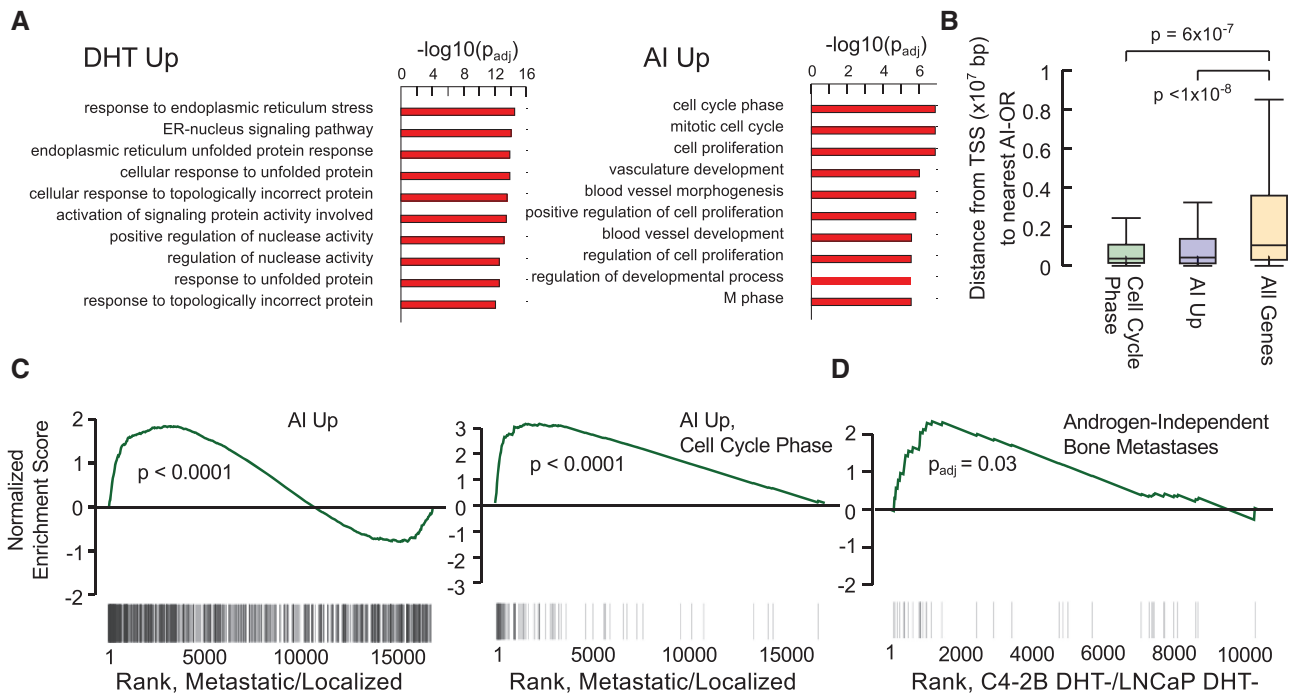 A
DHT Up
-log10(padj)
0 4 8 12 16
response to endoplasmic reticulum stress
ER-nucleus signaling pathway
endoplasmic reticulum unfolded protein response
cellular response to unfolded protein
cellular response to topologically incorrect protein
activation of signaling protein activity involved
positive regulation of nuclease activity
regulation of nuclease activity
response to unfolded protein
response to topologically incorrect protein
AI Up
-log10(padj)
0 2 4 6
cell cycle phase
mitotic cell cycle
cell proliferation
vasculature development
blood vessel morphogenesis
positive regulation of cell proliferation
blood vessel development
regulation of cell proliferation
regulation of developmental process
M phase
B
p = 6x10-7
p <1x10-8
Distance from TSS (x10⁷ bp)
to nearest AI-OR
1
0.8
0.6
0.4
0.2
0
Cell Cycle
Phase
AI Up
All Genes
C
Normalized
Enrichment Score
2
1
0
-1
-2
AI Up
p < 0.0001
1 5000 10000 15000
Rank, Metastatic/Localized
3
2
1
0
-1
-2
-3
AI Up,
Cell Cycle Phase
p < 0.0001
1 5000 15000
Rank, Metastatic/Localized
D
2
1
0
-1
-2
Androgen-Independent
Bone Metastases
padj = 0.03
1 2000 4000 6000 8000 10000
Rank, C4-2B DHT-/LNCaP DHT-